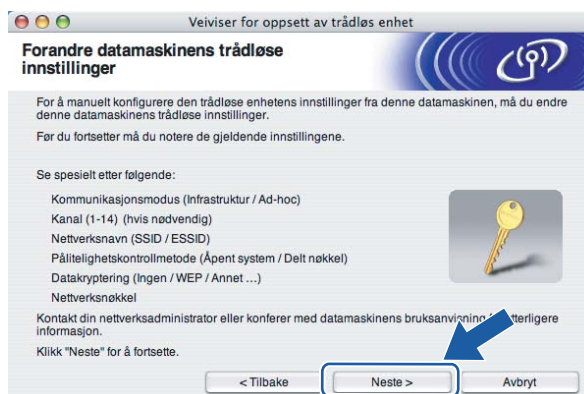 Veiviser for oppsett av trådløs enhet
Forandre datamaskinens trådløse
innstillinger
For å manuelt konfigurere den trådløse enhetens innstillinger fra denne datamaskinen, må du endre
denne datamaskinens trådløse innstillinger.
Før du fortsetter må du notere de gjeldende innstillingene.
Se spesielt etter følgende:
Kommunikasjonsmodus (Infrastruktur / Ad-hoc)
Kanal (1-14) (hvis nødvendig)
Nettverksnavn (SSID / ESSID)
Pålitelighetskontrollmetode (Åpent system / Delt nøkkel)
Datakryptering (Ingen / WEP / Annet ...)
Nettverksnøkkel
Kontakt din nettverksadministrator eller konferer med datamaskinens bruksanvisning
informasjon.
Klikk "Neste" for å fortsette.
< Tilbake Neste > Avbryt